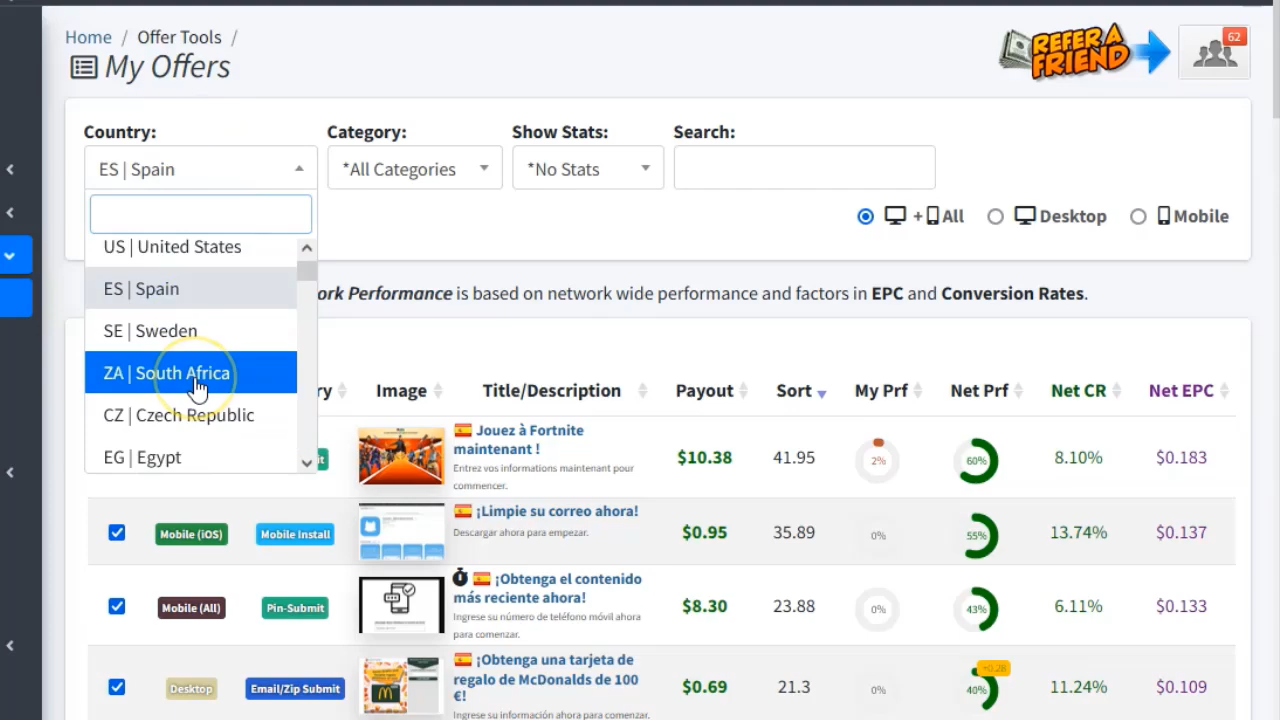 Home / Offer Tools /
My Offers
REFER A
FRIEND
62
Country:
Category:
Show Stats:
Search:
ES | Spain
*All Categories
*No Stats
+ All
Desktop
Mobile
US | United States
ES | Spain
SE | Sweden
ZA | South Africa
CZ | Czech Republic
EG | Egypt
ork Performance is based on network wide performance and factors in EPC and Conversion Rates.
ry
Image
Title/Description
Payout
Sort
My Prf
Net Prf
Net CR
Net EPC
it
Jouez à Fortnite
maintenant !
Entrez vos informations maintenant pour
commencer.
$10.38
41.95
2%
60%
8.10%
$0.183
Mobile (iOS)
Mobile Install
¡Limpie su correo ahora!
Descargar ahora para empezar.
$0.95
35.89
0%
55%
13.74%
$0.137
Mobile (All)
Pin-Submit
¡Obtenga el contenido
más reciente ahora!
Ingrese su número de teléfono móvil ahora
para comenzar.
$8.30
23.88
0%
43%
6.11%
$0.133
Desktop
Email/Zip Submit
¡Obtenga una tarjeta de
regalo de McDonalds de 100
€!
Ingrese su información ahora para comenzar.
$0.69
21.3
0%
+0.28
40%
11.24%
$0.109